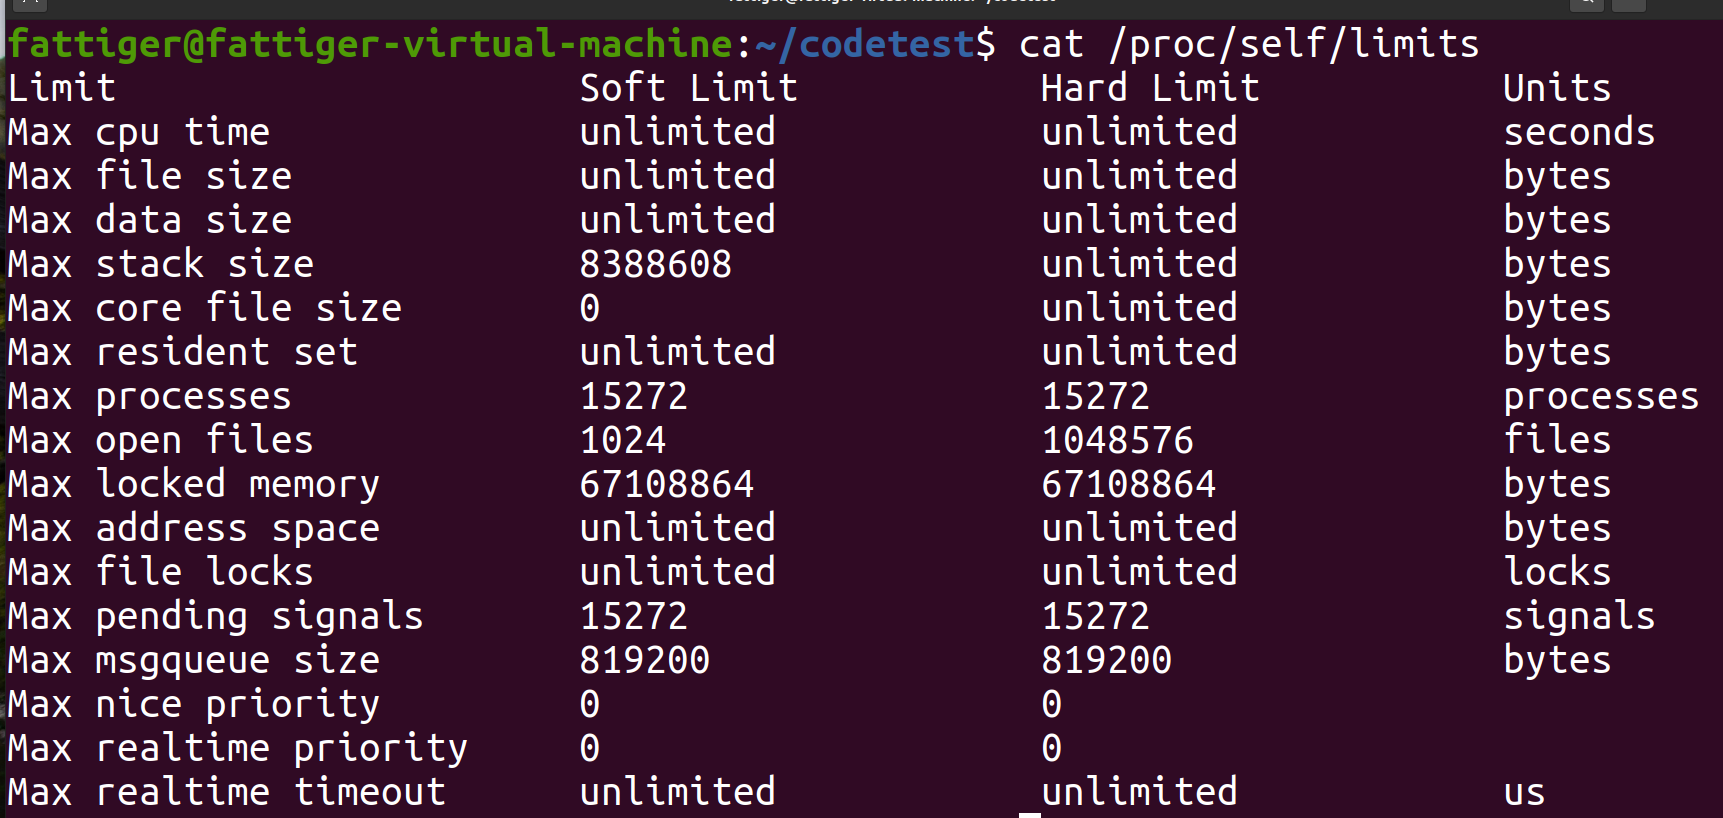 fattiger@fattiger-virtual-machine:~/codetest$ cat /proc/self/limits
Limit                     Soft Limit           Hard Limit           Units
Max cpu time              unlimited            unlimited            seconds
Max file size             unlimited            unlimited            bytes
Max data size             unlimited            unlimited            bytes
Max stack size            8388608              unlimited            bytes
Max core file size        0                    unlimited            bytes
Max resident set          unlimited            unlimited            bytes
Max processes             15272                15272                processes
Max open files            1024                 1048576              files
Max locked memory         67108864             67108864             bytes
Max address space         unlimited            unlimited            bytes
Max file locks            unlimited            unlimited            locks
Max pending signals       15272                15272                signals
Max msgqueue size         819200               819200               bytes
Max nice priority         0                    0
Max realtime priority     0                    0
Max realtime timeout      unlimited            unlimited            us